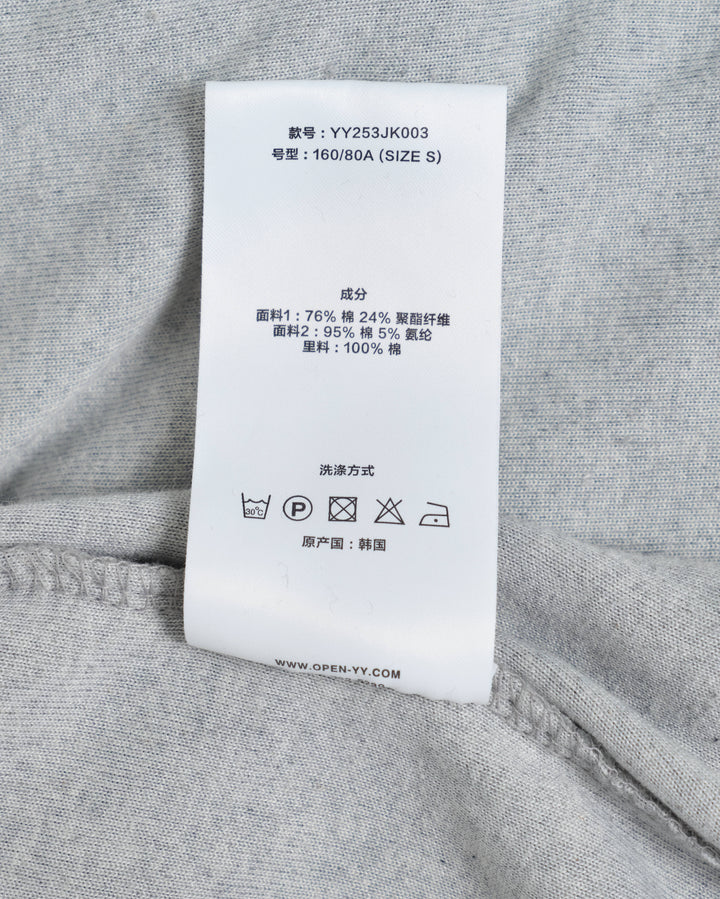 款号：YY253JK003
号型：160/80A (SIZE S)
成分
面料1：76% 棉 24% 聚酯纤维
面料2：95% 棉 5% 氨纶
里料：100% 棉
洗涤方式
30°C P
原产国：韩国
WWW.OPEN-YY.COM